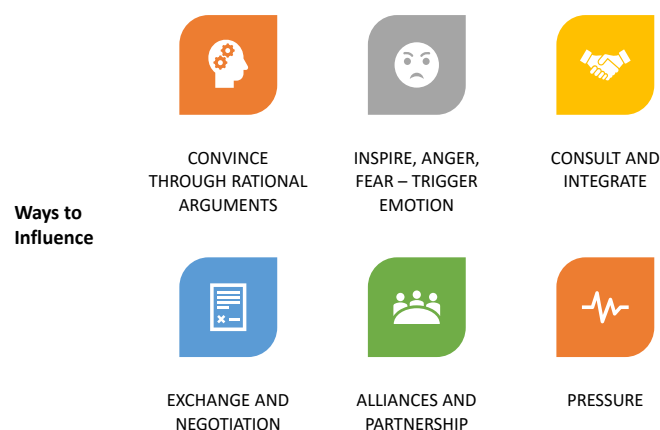 CONVINCE
THROUGH RATIONAL
ARGUMENTS
INSPIRE, ANGER,
FEAR – TRIGGER
EMOTION
CONSULT AND
INTEGRATE
Ways to
Influence
EXCHANGE AND
NEGOTIATION
ALLIANCES AND
PARTNERSHIP
PRESSURE